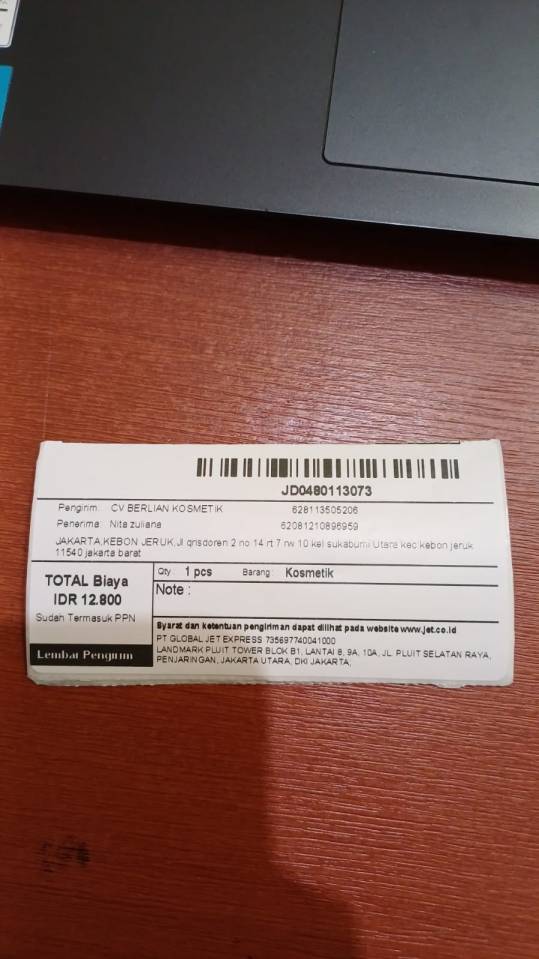 JD0480113073
Pengirim: CV BERLIAN KOSMETIK 628113505206
Penerima: Nita zuliana 62081210896959
JAKARTA,KEBON JERUK,Jl qrisdoren 2 no 14 rt 7 rw 10 kel sukabumi Utara kec kebon jeruk
11540 jakarta barat
TOTAL Biaya
IDR 12.800
Sudah Termasuk PPN
Lembar Pengirim
Qty 1 pcs Barang: Kosmetik
Note :
Syarat dan ketentuan pengiriman dapat dilihat pada website www.jet.co.id
PT GLOBAL JET EXPRESS 735697740041000
LANDMARK PLUIT TOWER BLOK B1, LANTAI 8, 9A, 10A, JL. PLUIT SELATAN RAYA,
PENJARINGAN, JAKARTA UTARA, DKI JAKARTA,